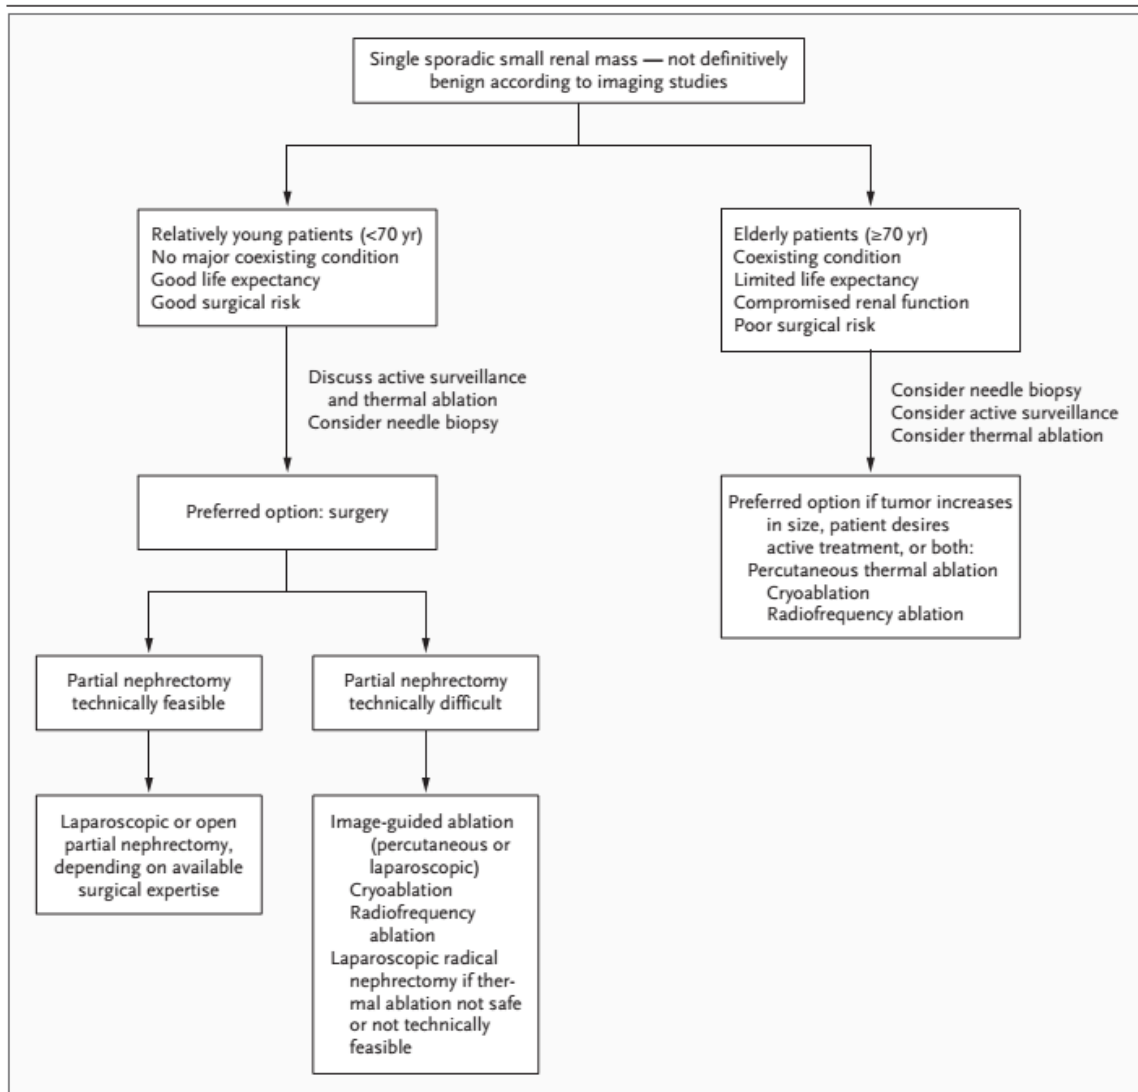 Single sporadic small renal mass — not definitively
benign according to imaging studies
Relatively young patients (<70 yr)
No major coexisting condition
Good life expectancy
Good surgical risk
Elderly patients (≥70 yr)
Coexisting condition
Limited life expectancy
Compromised renal function
Poor surgical risk
Discuss active surveillance
and thermal ablation
Consider needle biopsy
Consider needle biopsy
Consider active surveillance
Consider thermal ablation
Preferred option: surgery
Preferred option if tumor increases
in size, patient desires
active treatment, or both:
Percutaneous thermal ablation
Cryoablation
Radiofrequency ablation
Partial nephrectomy
technically feasible
Partial nephrectomy
technically difficult
Laparoscopic or open
partial nephrectomy,
depending on available
surgical expertise
Image-guided ablation
(percutaneous or
laparoscopic)
Cryoablation
Radiofrequency
ablation
Laparoscopic radical
nephrectomy if ther-
mal ablation not safe
or not technically
feasible